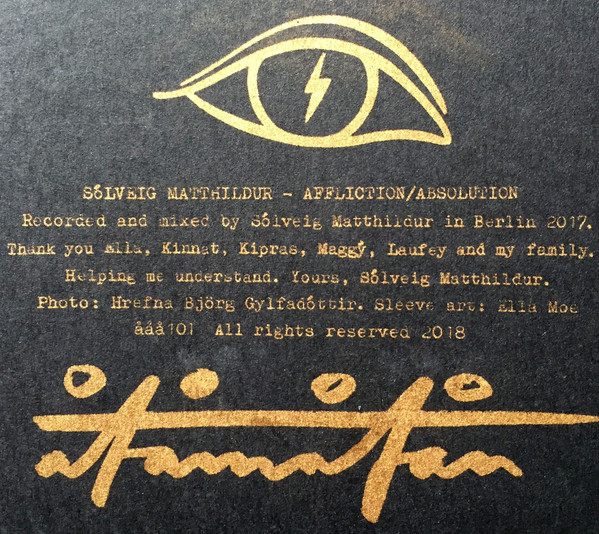 SÓLVEIG MATTHILDUR - AFFLICTION/ABSOLUTION
Recorded and mixed by Sólveig Matthildur in Berlin 2017.
Thank you Ella, Kinnat, Kipras, Maggý, Laufey and my family.
Helping me understand. Yours, Sólveig Matthildur.
Photo: Hrefna Björg Gylfadóttir. Sleeve art: Ella Moe
ååå101 All rights reserved 2018
åtånåtån